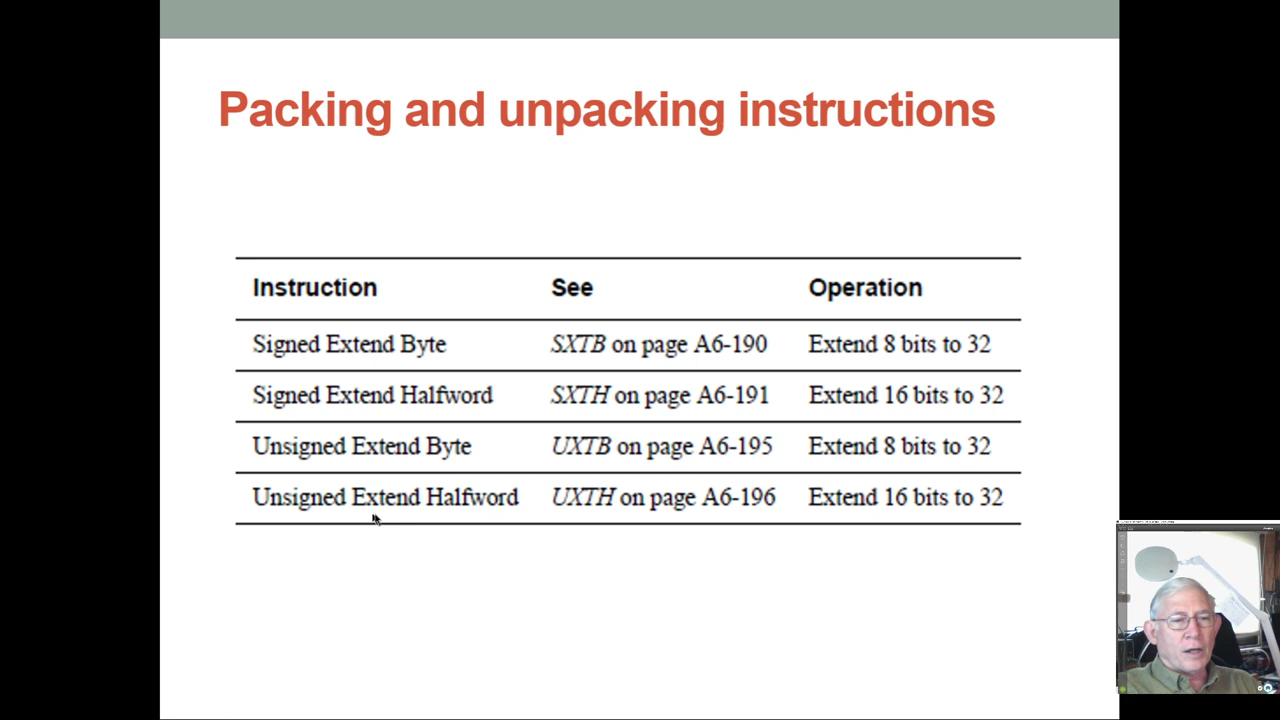 Packing and unpacking instructions
Instruction See Operation
Signed Extend Byte SXTB on page A6-190 Extend 8 bits to 32
Signed Extend Halfword SXTH on page A6-191 Extend 16 bits to 32
Unsigned Extend Byte UXTB on page A6-195 Extend 8 bits to 32
Unsigned Extend Halfword UXTH on page A6-196 Extend 16 bits to 32